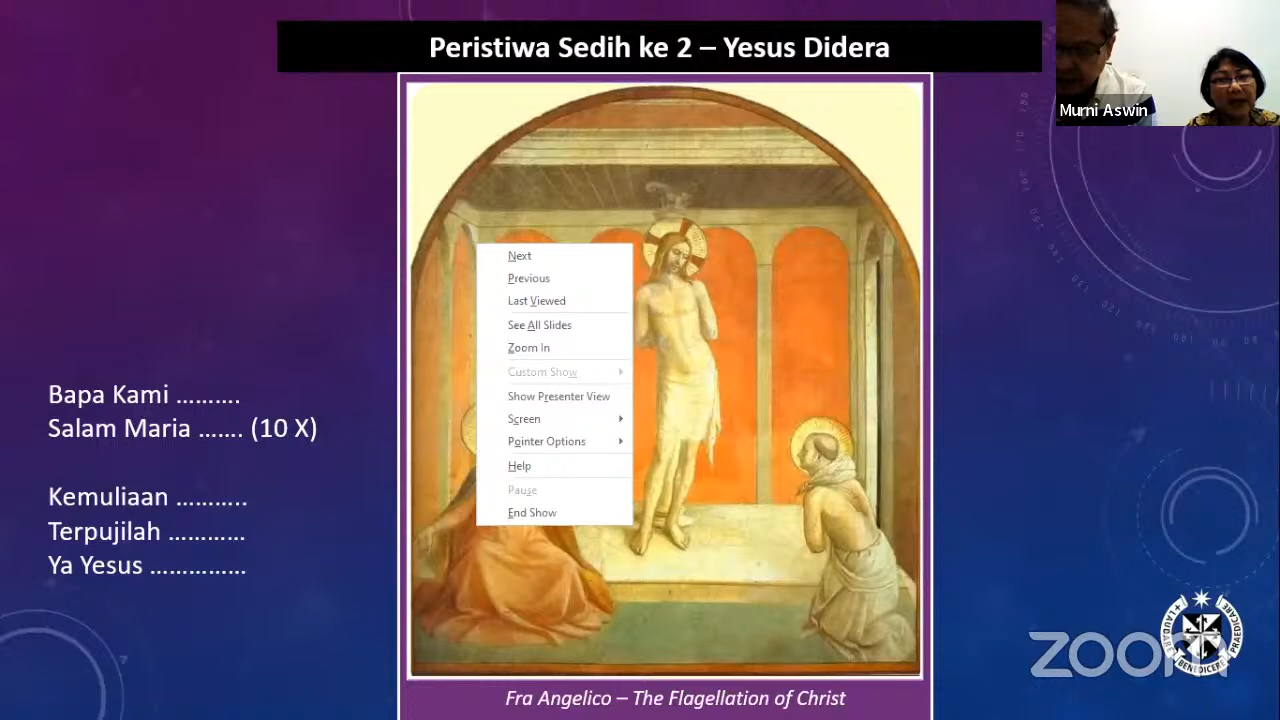 Peristiwa Sedih ke 2 – Yesus Didera
Murni Aswin
Next
Previous
Last Viewed
See All Slides
Zoom In
Custom Show
Show Presenter View
Screen
Pointer Options
Help
Pause
End Show
Bapa Kami ……….
Salam Maria ……. (10 X)
Kemuliaan ………..
Terpujilah …………
Ya Yesus ……………
Fra Angelico – The Flagellation of Christ
zoom
LAUDARE
BENEDICERE
PRAEDICARE